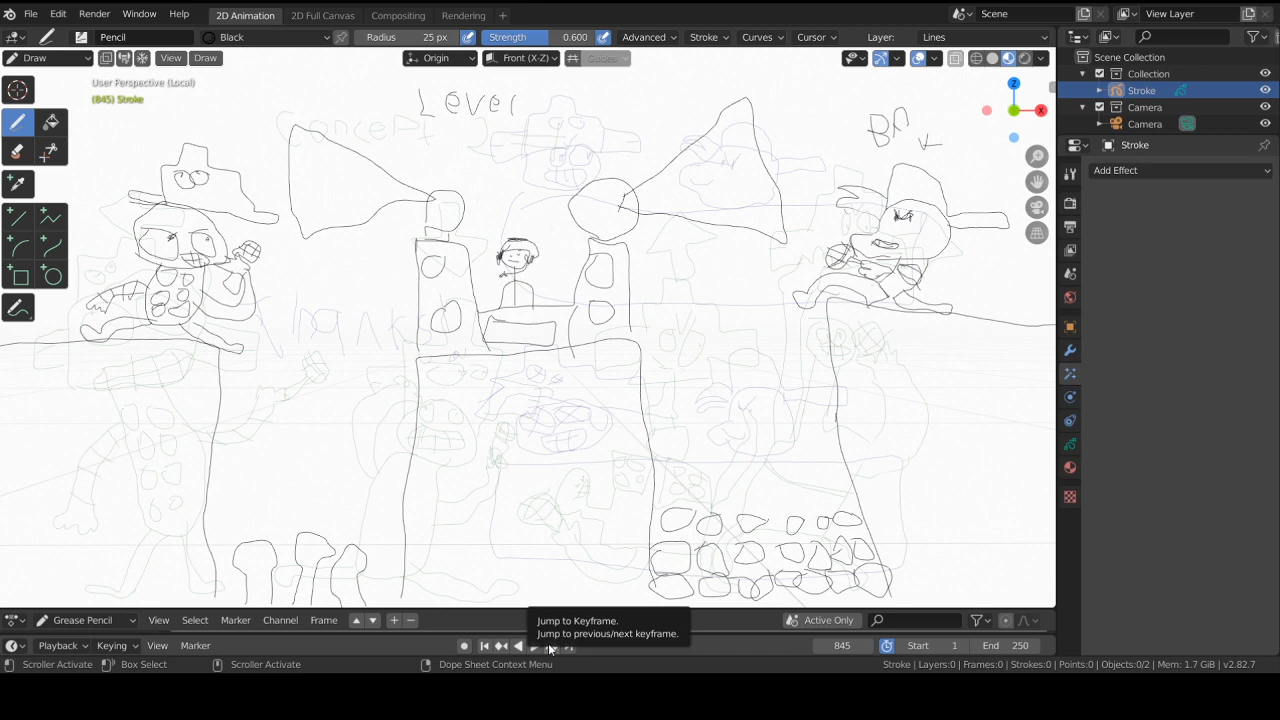 File Edit Render Window Help 2D Animation 2D Full Canvas Compositing Rendering + Scene View Layer
Pencil Black Radius 25 px Strength 0.600 Advanced Stroke Curves Cursor Layer: Lines
Draw View Draw Origin Front (X-Z) Guides
Scene Collection
Collection
Stroke
Camera
Camera
Stroke
Add Effect
User Perspective (Local)
(845) Stroke
Z
X
Level
Concept
Jump to Keyframe.
Jump to previous/next keyframe.
Grease Pencil View Select Marker Channel Frame Active Only
Playback Keying View Marker 845 Start 1 End 250
Scroller Activate Box Select Scroller Activate Dope Sheet Context Menu Stroke | Layers:0 | Frames:0 | Strokes:0 | Points:0 | Objects:0/2 | Mem: 1.7 GiB | v2.82.7